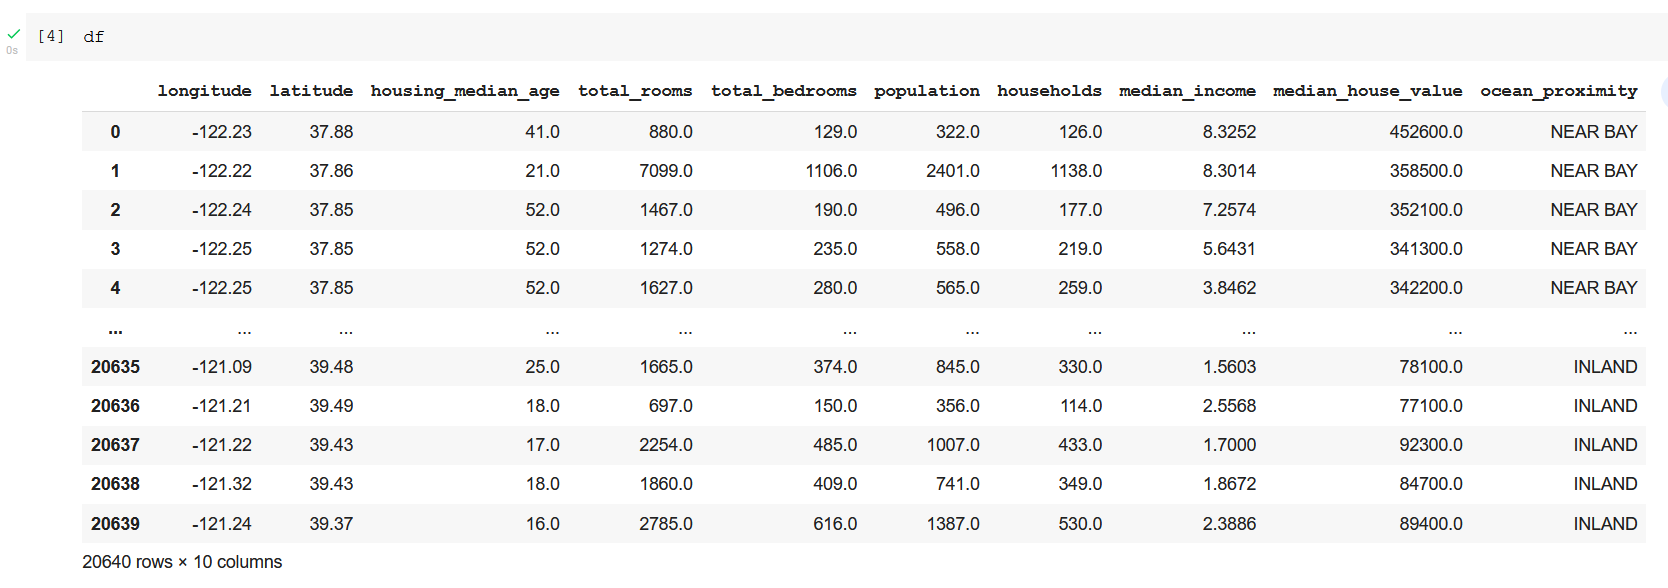 [4] df
0s
longitude latitude housing_median_age total_rooms total_bedrooms population households median_income median_house_value ocean_proximity
0 -122.23 37.88 41.0 880.0 129.0 322.0 126.0 8.3252 452600.0 NEAR BAY
1 -122.22 37.86 21.0 7099.0 1106.0 2401.0 1138.0 8.3014 358500.0 NEAR BAY
2 -122.24 37.85 52.0 1467.0 190.0 496.0 177.0 7.2574 352100.0 NEAR BAY
3 -122.25 37.85 52.0 1274.0 235.0 558.0 219.0 5.6431 341300.0 NEAR BAY
4 -122.25 37.85 52.0 1627.0 280.0 565.0 259.0 3.8462 342200.0 NEAR BAY
... ... ... ... ... ... ... ... ... ... ...
20635 -121.09 39.48 25.0 1665.0 374.0 845.0 330.0 1.5603 78100.0 INLAND
20636 -121.21 39.49 18.0 697.0 150.0 356.0 114.0 2.5568 77100.0 INLAND
20637 -121.22 39.43 17.0 2254.0 485.0 1007.0 433.0 1.7000 92300.0 INLAND
20638 -121.32 39.43 18.0 1860.0 409.0 741.0 349.0 1.8672 84700.0 INLAND
20639 -121.24 39.37 16.0 2785.0 616.0 1387.0 530.0 2.3886 89400.0 INLAND
20640 rows × 10 columns